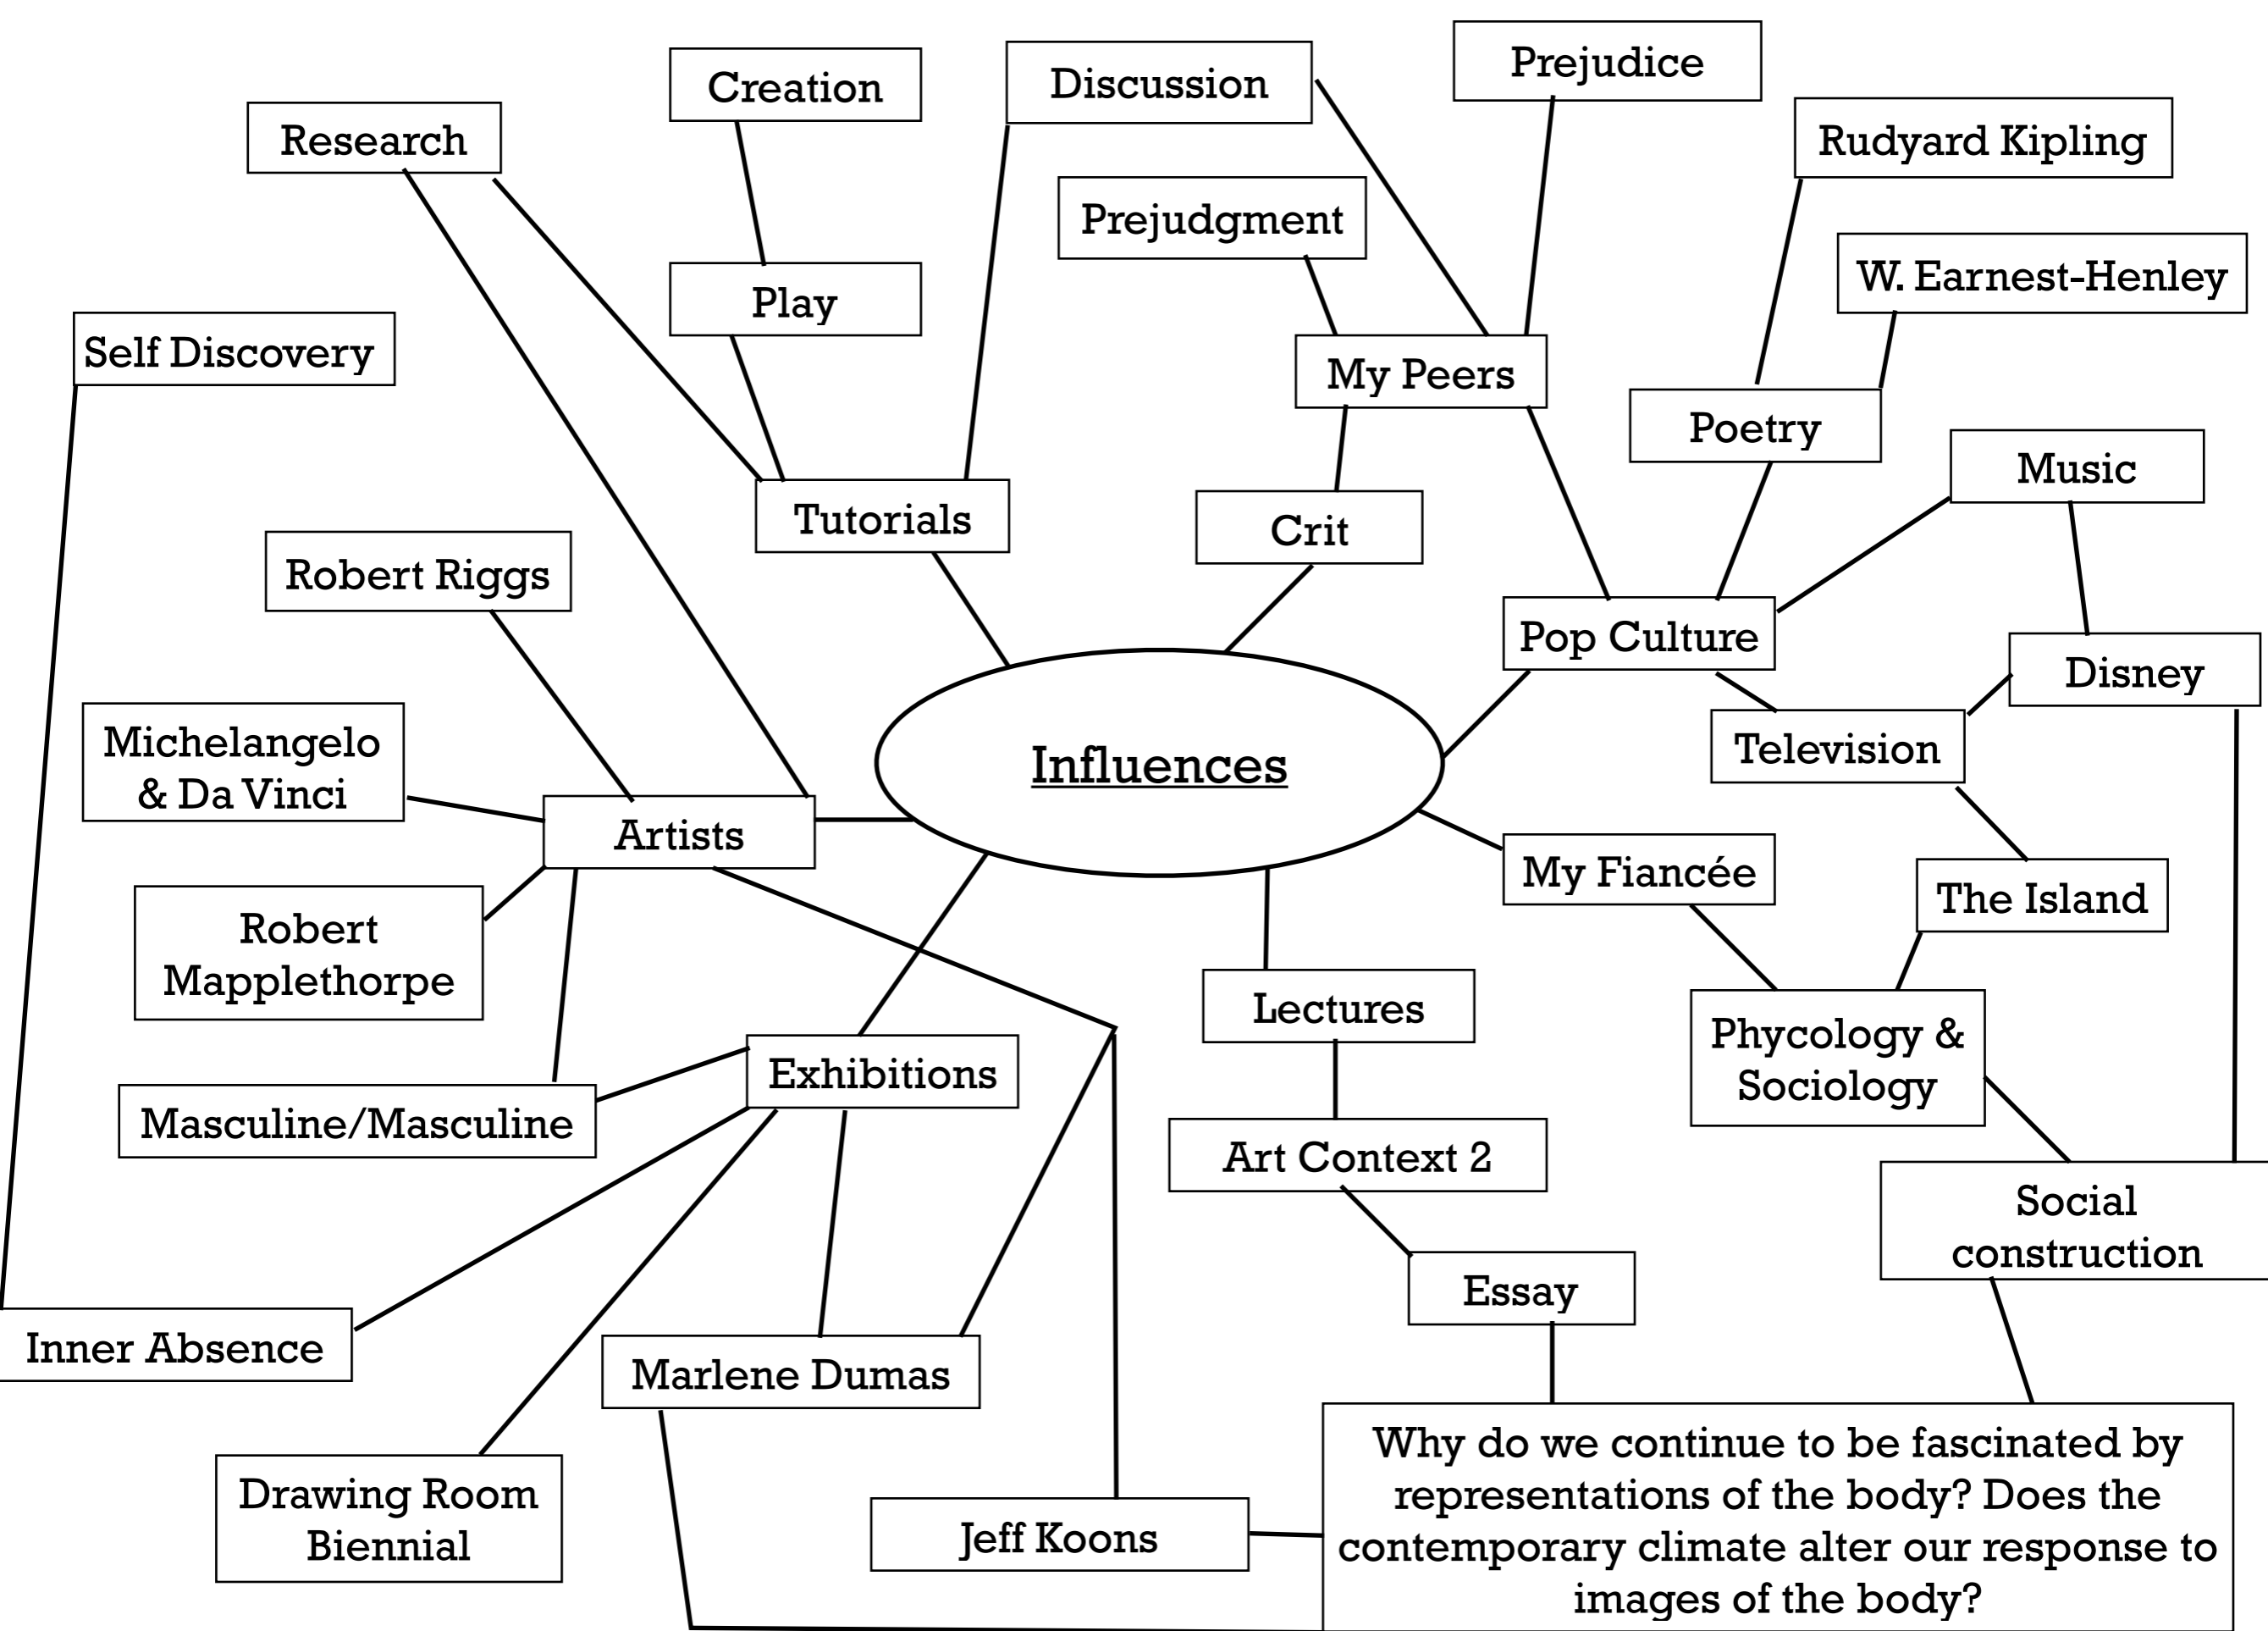 Prejudice
Creation
Discussion
Research
Rudyard Kipling
Prejudgment
W. Earnest-Henley
Play
Self Discovery
My Peers
Poetry
Music
Tutorials
Crit
Robert Riggs
Pop Culture
Disney
Michelangelo
& Da Vinci
Television
Influences
Artists
My Fiancée
The Island
Robert
Mapplethorpe
Lectures
Phycology &
Sociology
Exhibitions
Masculine/Masculine
Art Context 2
Social
construction
Essay
Inner Absence
Marlene Dumas
Drawing Room
Biennial
Jeff Koons
Why do we continue to be fascinated by
representations of the body? Does the
contemporary climate alter our response to
images of the body?